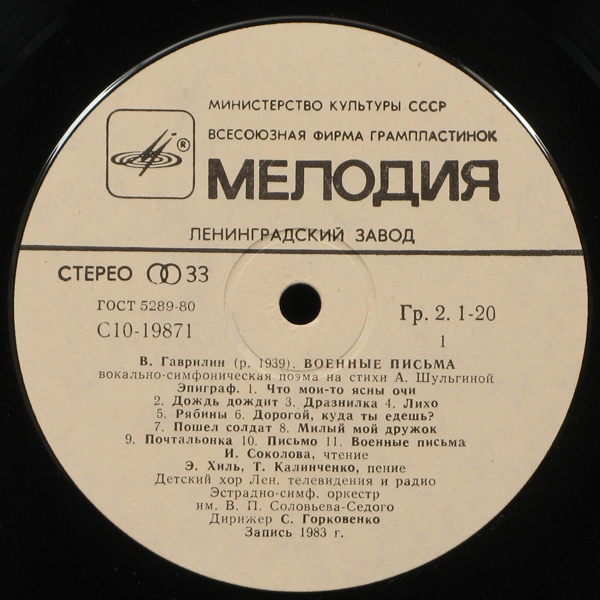 МИНИСТЕРСТВО КУЛЬТУРЫ СССР
ВСЕСОЮЗНАЯ ФИРМА ГРАМПЛАСТИНОК
®
МЕЛОДИЯ
ЛЕНИНГРАДСКИЙ ЗАВОД
СТЕРЕО 33
ГОСТ 5289-80
С10-19871
Гр. 2. 1-20
1
В. Гаврилин (р. 1939). ВОЕННЫЕ ПИСЬМА
вокально-симфоническая поэма на стихи А. Шульгиной
Эпиграф. 1. Что мои-то ясны очи
2. Дождь дождит 3. Дразнилка 4. Лихо
5. Рябины 6. Дорогой, куда ты едешь?
7. Пошел солдат 8. Милый мой дружок
9. Почтальонка 10. Письмо 11. Военные письма
И. Соколова, чтение
Э. Хиль, Т. Калинченко, пение
Детский хор Лен. телевидения и радио
Эстрадно-симф. оркестр
им. В. П. Соловьева-Седого
Дирижер С. Горковенко
Запись 1983 г.